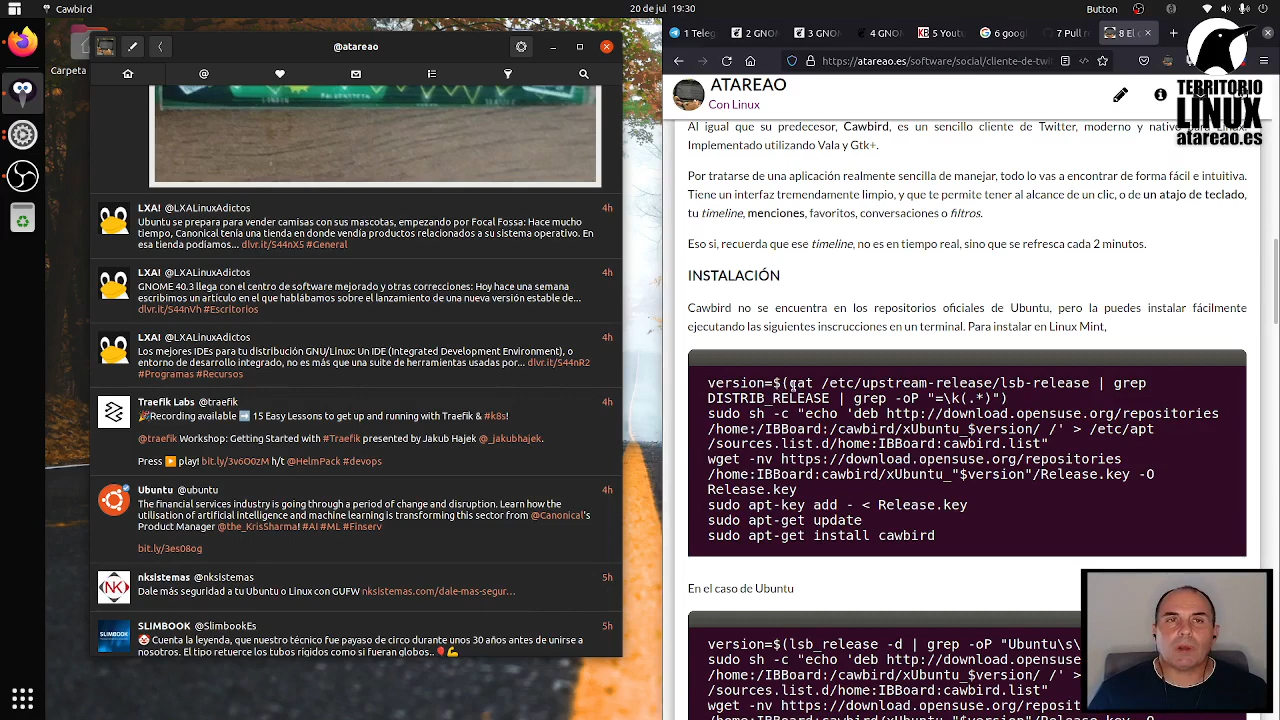 Cawbird
20 de jul 19:30
Button
Carpeta
@atareao
LXA! @LXALinuxAdictos 4h
Ubuntu se prepara para vender camisas con sus mascotas, empezando por Focal Fossa: Hace mucho
tiempo, Canonical tenía una tienda en donde vendía productos relacionados a su sistema operativo. En
esa tienda podíamos... dlvr.it/S44nX5 #General
LXA! @LXALinuxAdictos 4h
GNOME 40.3 llega con el centro de software mejorado y otras correcciones: Hoy hace una semana
escribimos un artículo en el que hablábamos sobre el lanzamiento de una nueva versión estable de...
dlvr.it/S44nVh #Escritorios
LXA! @LXALinuxAdictos 4h
Los mejores IDEs para tu distribución GNU/Linux: Un IDE (Integrated Development Environment), o
entorno de desarrollo integrado, no es más que una suite de herramientas usadas por... dlvr.it/S44nR2
#Programas #Recursos
Traefik Labs @traefik 4h
🎉Recording available ➡️ 15 Easy Lessons to get up and running with Traefik & #k8s!
@traefik Workshop: Getting Started with #Traefik presented by Jakub Hajek @_jakubhajek.
Press ▶️ play! bit.ly/3v6O0zM h/t @HelmPack #devops
Ubuntu @ubuntu 4h
The financial services industry is going through a period of change and disruption. Learn how the
utilisation of artificial intelligence and machine learning is transforming this sector from @Canonical's
Product Manager @the_KrisSharma! #AI #ML #Finserv
bit.ly/3es08og
nksistemas @nksistemas 5h
Dale más seguridad a tu Ubuntu o Linux con GUFW nksistemas.com/dale-mas-segur...
SLIMBOOK @SlimbookEs 5h
🤡Cuenta la leyenda, que nuestro técnico fue payaso de circo durante unos 30 años antes de unirse a
nosotros. El tipo retuerce los tubos rígidos como si fueran globos..🎈💪
1 Teleg
2 GNO
3 GNO
4 GNO
5 Youtu
6 googl
7 Pull r
8 El c
https://atareao.es/software/social/cliente-de-twi
ATAREAO
Con Linux
TERRITORIO
LINUX
atareao.es
Al igual que su predecesor, Cawbird, es un sencillo cliente de Twitter, moderno y nativo para Linux.
Implementado utilizando Vala y Gtk+.
Por tratarse de una aplicación realmente sencilla de manejar, todo lo vas a encontrar de forma fácil e intuitiva.
Tiene un interfaz tremendamente limpio, y que te permite tener al alcance de un clic, o de un atajo de teclado,
tu timeline, menciones, favoritos, conversaciones o filtros.
Eso si, recuerda que ese timeline, no es en tiempo real, sino que se refresca cada 2 minutos.
INSTALACIÓN
Cawbird no se encuentra en los repositorios oficiales de Ubuntu, pero la puedes instalar fácilmente
ejecutando las siguientes inscrucciones en un terminal. Para instalar en Linux Mint,
version=$(cat /etc/upstream-release/lsb-release | grep
DISTRIB_RELEASE | grep -oP "=\k(.*)")
sudo sh -c "echo 'deb http://download.opensuse.org/repositories
/home:/IBBoard:/cawbird/xUbuntu_$version/ /' > /etc/apt
/sources.list.d/home:IBBoard:cawbird.list"
wget -nv https://download.opensuse.org/repositories
/home:IBBoard:cawbird/xUbuntu_"$version"/Release.key -O
Release.key
sudo apt-key add - < Release.key
sudo apt-get update
sudo apt-get install cawbird
En el caso de Ubuntu
version=$(lsb_release -d | grep -oP "Ubuntu\s\
sudo sh -c "echo 'deb http://download.opensuse
/home:/IBBoard:/cawbird/xUbuntu_$version/ /' >
/sources.list.d/home:IBBoard:cawbird.list"
wget -nv https://download.opensuse.org/reposit